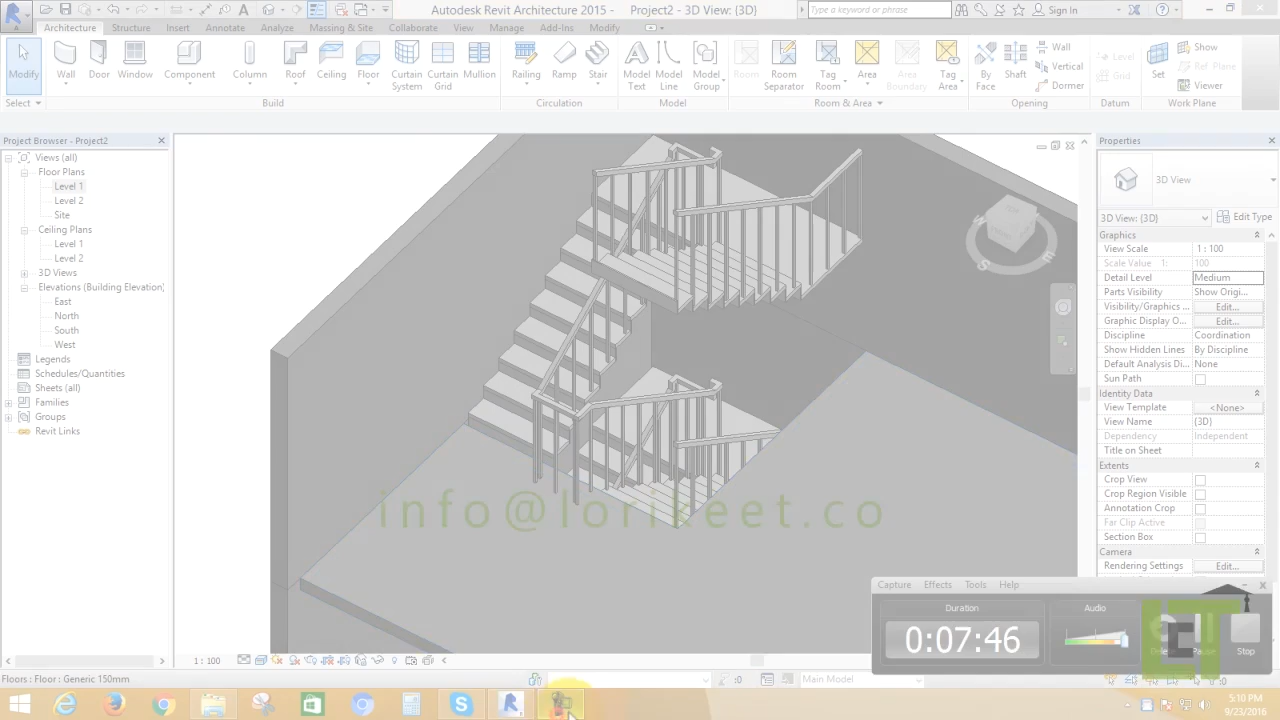 Autodesk Revit Architecture 2015 - Project2 - 3D View: {3D}
Type a keyword or phrase
Sign In
Architecture Structure Insert Annotate Analyze Massing & Site Collaborate View Manage Add-Ins Modify
Modify
Wall
Door
Window
Component
Column
Roof
Ceiling
Floor
Curtain System
Curtain Grid
Mullion
Railing
Ramp
Stair
Model Text
Model Line
Model Group
Room
Room Separator
Tag Room
Area
Area Boundary
Tag Area
By Face
Shaft
Wall
Vertical
Dormer
Level
Grid
Set
Show
Ref Plane
Viewer
Select
Build
Circulation
Model
Room & Area
Opening
Datum
Work Plane
Project Browser - Project2
Views (all)
Floor Plans
Level 1
Level 2
Site
Ceiling Plans
Level 1
Level 2
3D Views
Elevations (Building Elevation)
East
North
South
West
Legends
Schedules/Quantities
Sheets (all)
Families
Groups
Revit Links
Properties
3D View
3D View: {3D}
Edit Type
Graphics
View Scale 1 : 100
Scale Value 1: 100
Detail Level Medium
Parts Visibility Show Origi...
Visibility/Graphics ... Edit...
Graphic Display O... Edit...
Discipline Coordination
Show Hidden Lines By Discipline
Default Analysis Di... None
Sun Path
Identity Data
View Template <None>
View Name {3D}
Dependency Independent
Title on Sheet
Extents
Crop View
Crop Region Visible
Annotation Crop
Far Clip Active
Section Box
Camera
Rendering Settings Edit...
info@lorikeet.co
Capture Effects Tools Help
Duration
0:07:46
Audio
Delete
Pause
Stop
1 : 100
Floors : Floor : Generic 150mm
:0
Main Model
:0
5:10 PM
9/23/2016